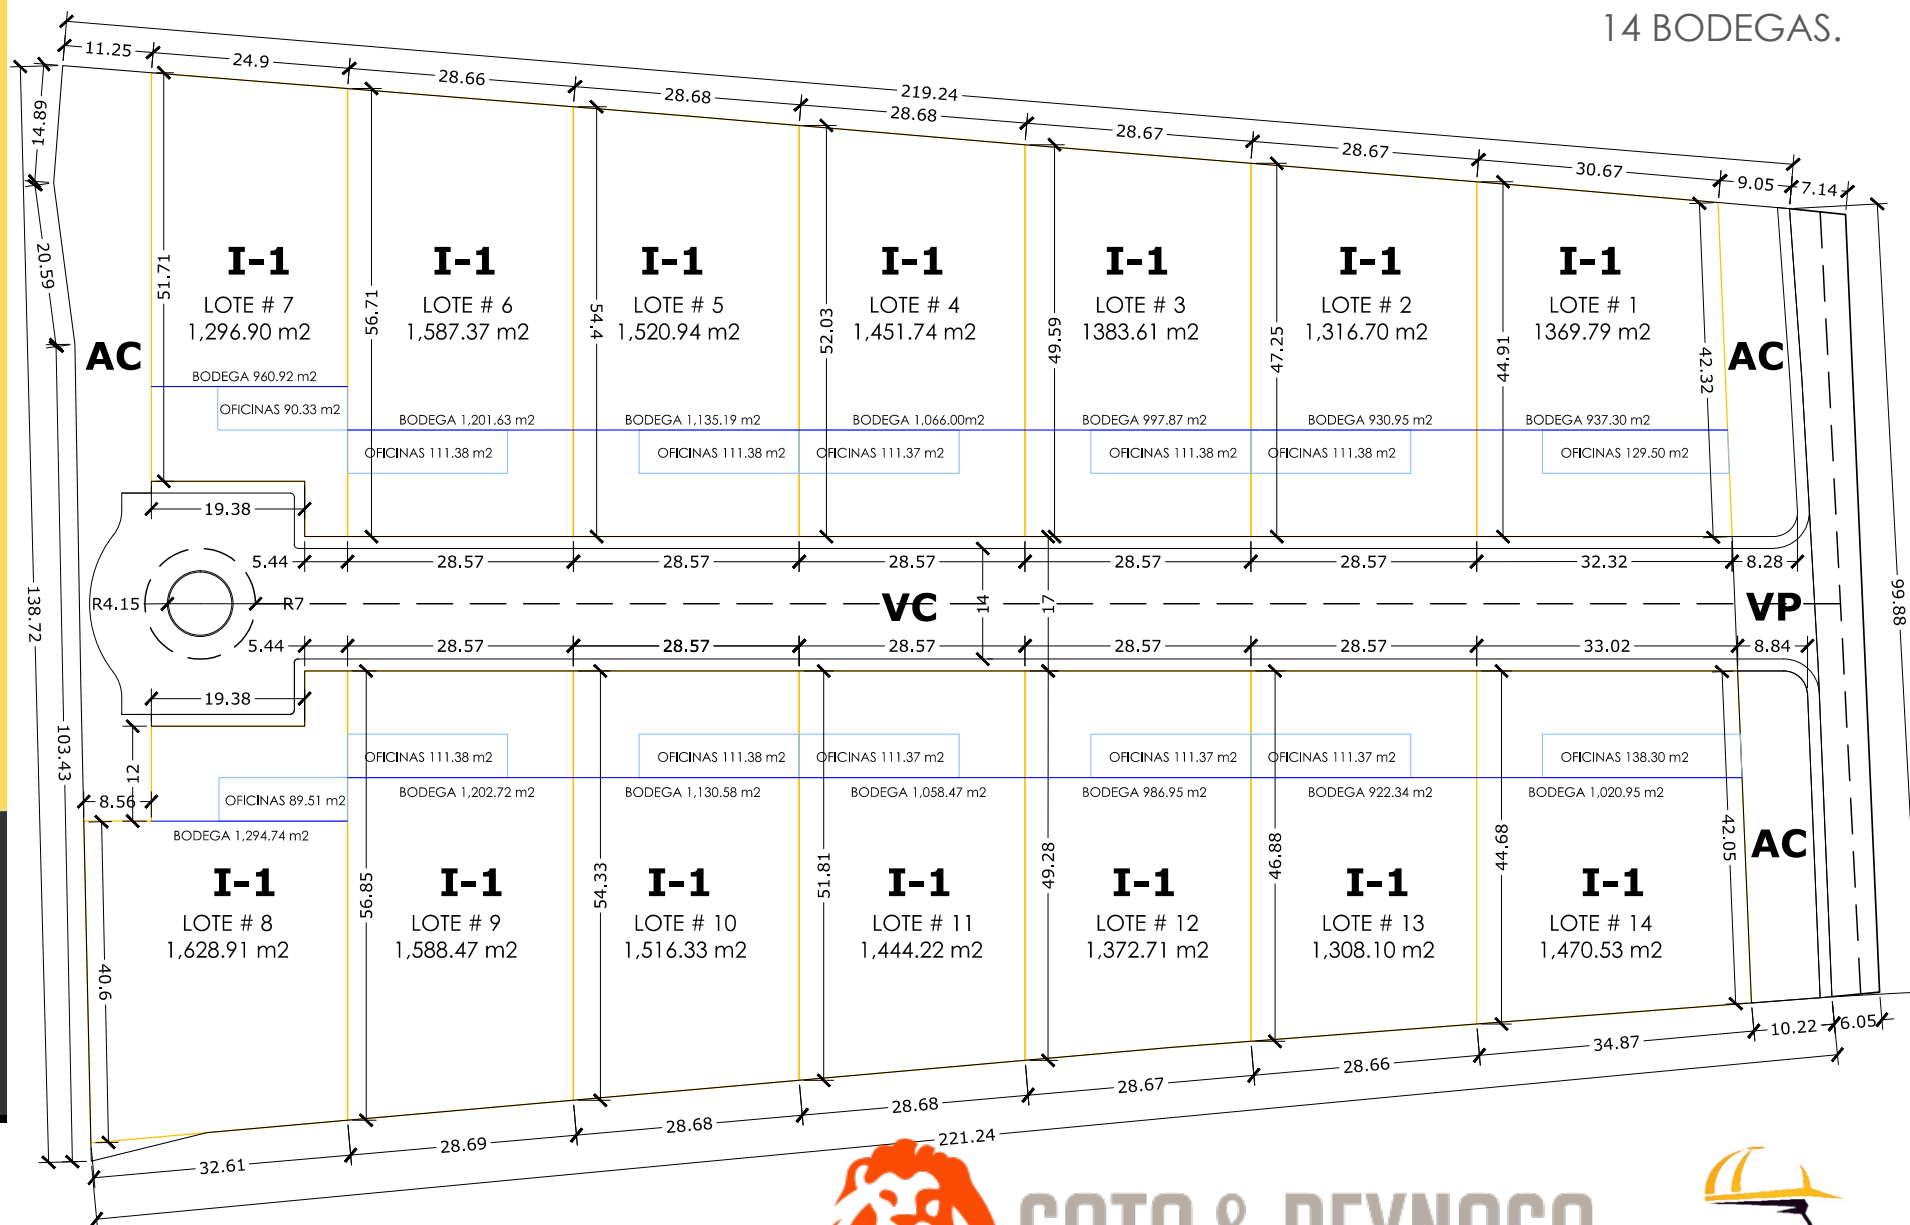 14 BODEGAS.
219.24
11.25
24.9
28.66
28.68
28.68
28.67
28.67
30.67
9.05
7.14
14.89
20.59
138.72
103.43
99.88
51.71
56.71
54.4
52.03
49.59
47.25
44.91
42.32
I-1
LOTE # 7
1,296.90 m2
I-1
LOTE # 6
1,587.37 m2
I-1
LOTE # 5
1,520.94 m2
I-1
LOTE # 4
1,451.74 m2
I-1
LOTE # 3
1383.61 m2
I-1
LOTE # 2
1,316.70 m2
I-1
LOTE # 1
1369.79 m2
AC
AC
BODEGA 960.92 m2
OFICINAS 90.33 m2
BODEGA 1,201.63 m2
OFICINAS 111.38 m2
BODEGA 1,135.19 m2
OFICINAS 111.38 m2
BODEGA 1,066.00m2
OFICINAS 111.37 m2
BODEGA 997.87 m2
OFICINAS 111.38 m2
BODEGA 930.95 m2
OFICINAS 111.38 m2
BODEGA 937.30 m2
OFICINAS 129.50 m2
19.38
5.44
28.57
28.57
28.57
28.57
28.57
32.32
8.28
R4.15
R7
VC
14
17
VP
5.44
28.57
28.57
28.57
28.57
28.57
33.02
8.84
19.38
12
8.56
OFICINAS 89.51 m2
BODEGA 1,294.74 m2
OFICINAS 111.38 m2
BODEGA 1,202.72 m2
OFICINAS 111.38 m2
BODEGA 1,130.58 m2
OFICINAS 111.37 m2
BODEGA 1,058.47 m2
OFICINAS 111.37 m2
BODEGA 986.95 m2
OFICINAS 111.37 m2
BODEGA 922.34 m2
OFICINAS 138.30 m2
BODEGA 1,020.95 m2
AC
I-1
LOTE # 8
1,628.91 m2
I-1
LOTE # 9
1,588.47 m2
I-1
LOTE # 10
1,516.33 m2
I-1
LOTE # 11
1,444.22 m2
I-1
LOTE # 12
1,372.71 m2
I-1
LOTE # 13
1,308.10 m2
I-1
LOTE # 14
1,470.53 m2
40.6
56.85
54.33
51.81
49.28
46.88
44.68
42.05
32.61
28.69
28.68
28.68
28.67
28.66
34.87
10.22
6.05
221.24